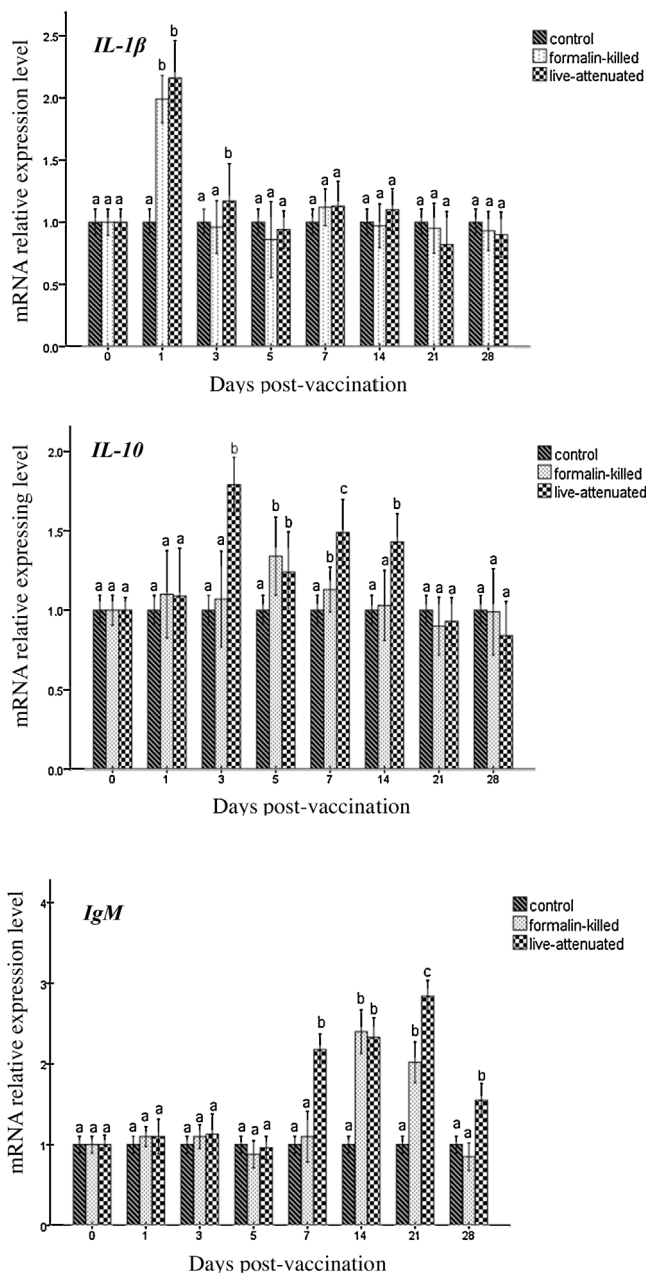 IL-1β
control
formalin-killed
live-attenuated
mRNA relative expression level
2.5
2.0
1.5
1.0
0.5
0.0
a a a
a b b
a a b
a a a
a a a
a a a
a a a
a a a
0 1 3 5 7 14 21 28
Days post-vaccination
IL-10
control
formalin-killed
live-attenuated
mRNA relative expressing level
2.0
1.5
1.0
0.5
0.0
a a a
a a a
a a b
a b b
a b c
a a b
a a a
a a a
0 1 3 5 7 14 21 28
Days post-vaccination
IgM
control
formalin-killed
live-attenuated
mRNA relative expression level
4
3
2
1
0
a a a
a a a
a a a
a a a
a a b
a b b
a b c
a a b
0 1 3 5 7 14 21 28
Days post-vaccination